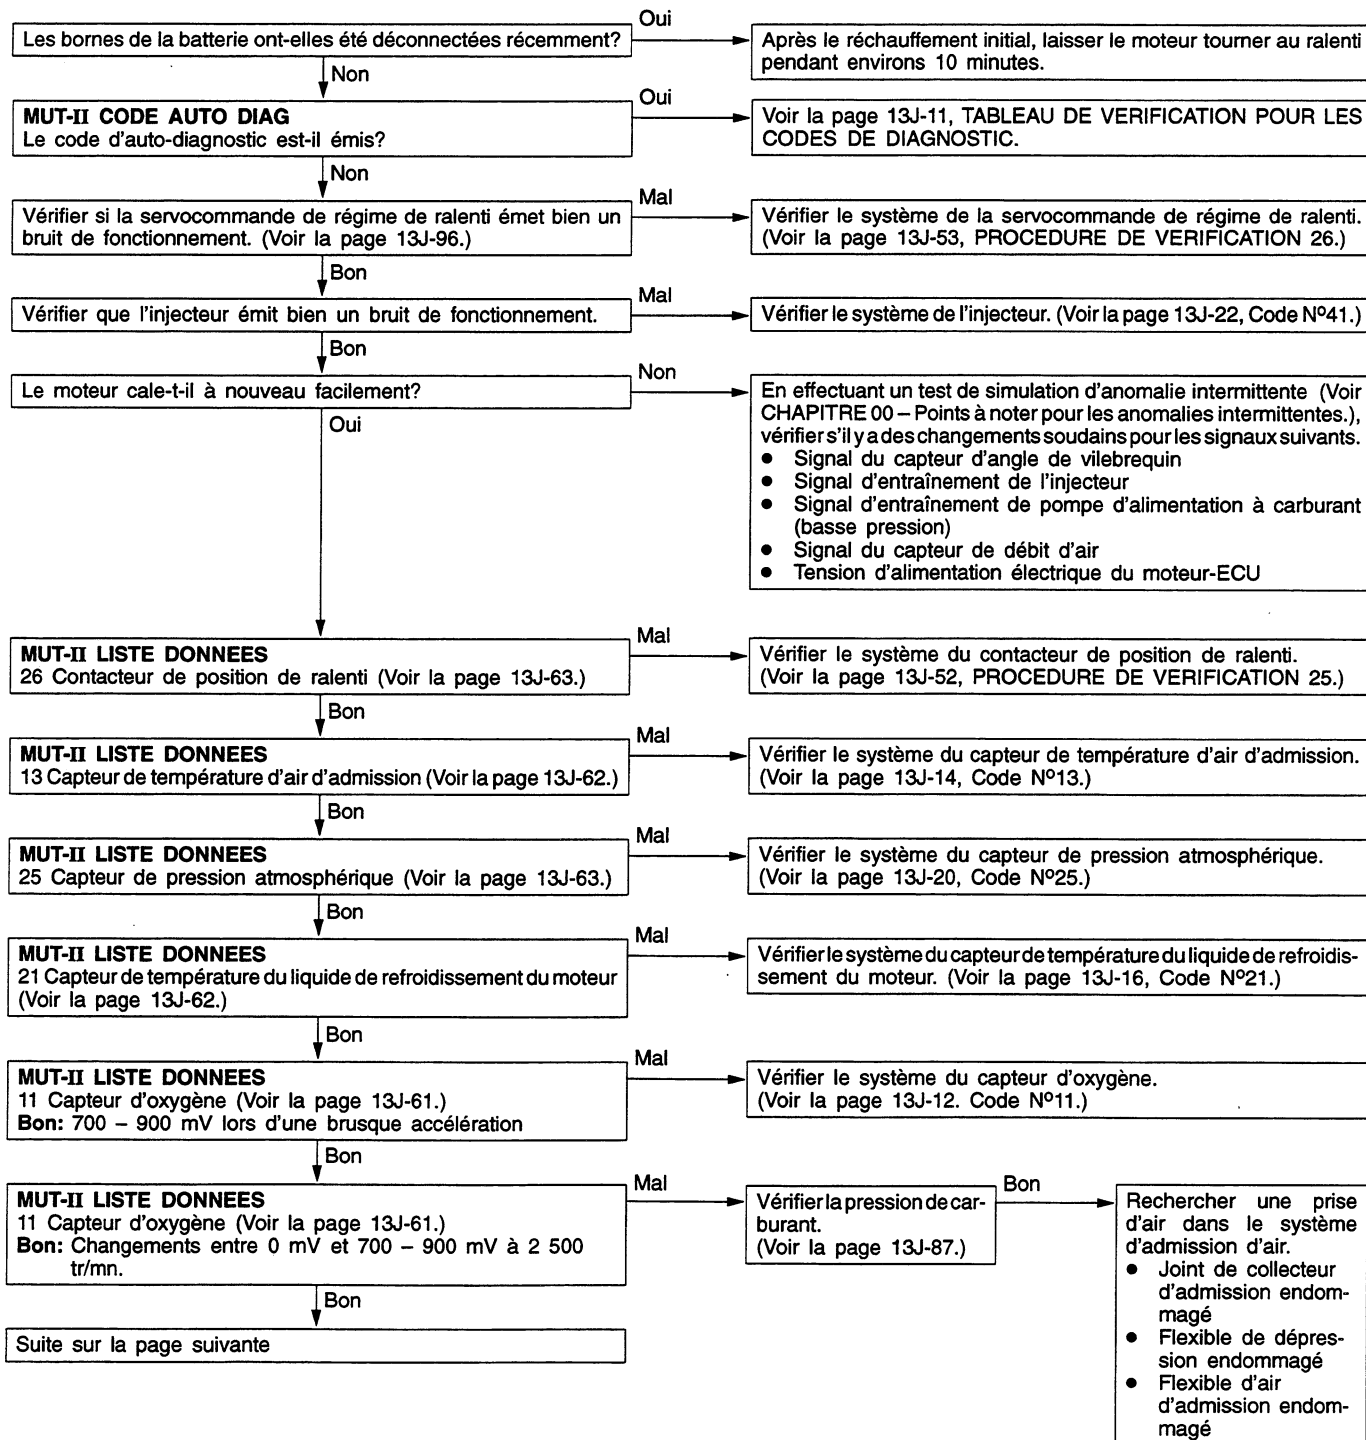 Oui
Les bornes de la batterie ont-elles été déconnectées récemment?
Après le réchauffement initial, laisser le moteur tourner au ralenti
pendant environs 10 minutes.
Non
Oui
MUT-II CODE AUTO DIAG
Le code d'auto-diagnostic est-il émis?
Voir la page 13J-11, TABLEAU DE VERIFICATION POUR LES
CODES DE DIAGNOSTIC.
Non
Mal
Vérifier si la servocommande de régime de ralenti émet bien un
bruit de fonctionnement. (Voir la page 13J-96.)
Vérifier le système de la servocommande de régime de ralenti.
(Voir la page 13J-53, PROCEDURE DE VERIFICATION 26.)
Bon
Mal
Vérifier que l'injecteur émit bien un bruit de fonctionnement.
Vérifier le système de l'injecteur. (Voir la page 13J-22, Code Nº41.)
Bon
Non
Le moteur cale-t-il à nouveau facilement?
En effectuant un test de simulation d'anomalie intermittente (Voir
CHAPITRE 00 – Points à noter pour les anomalies intermittentes.),
vérifier s'il y a des changements soudains pour les signaux suivants.
● Signal du capteur d'angle de vilebrequin
● Signal d'entraînement de l'injecteur
● Signal d'entraînement de pompe d'alimentation à carburant
(basse pression)
● Signal du capteur de débit d'air
● Tension d'alimentation électrique du moteur-ECU
Oui
Mal
MUT-II LISTE DONNEES
26 Contacteur de position de ralenti (Voir la page 13J-63.)
Vérifier le système du contacteur de position de ralenti.
(Voir la page 13J-52, PROCEDURE DE VERIFICATION 25.)
Bon
Mal
MUT-II LISTE DONNEES
13 Capteur de température d'air d'admission (Voir la page 13J-62.)
Vérifier le système du capteur de température d'air d'admission.
(Voir la page 13J-14, Code Nº13.)
Bon
Mal
MUT-II LISTE DONNEES
25 Capteur de pression atmosphérique (Voir la page 13J-63.)
Vérifier le système du capteur de pression atmosphérique.
(Voir la page 13J-20, Code Nº25.)
Bon
Mal
MUT-II LISTE DONNEES
21 Capteur de température du liquide de refroidissement du moteur
(Voir la page 13J-62.)
Vérifier le système du capteur de température du liquide de refroidis-
sement du moteur. (Voir la page 13J-16, Code Nº21.)
Bon
Mal
MUT-II LISTE DONNEES
11 Capteur d'oxygène (Voir la page 13J-61.)
Bon: 700 – 900 mV lors d'une brusque accélération
Vérifier le système du capteur d'oxygène.
(Voir la page 13J-12. Code Nº11.)
Bon
Mal
MUT-II LISTE DONNEES
11 Capteur d'oxygène (Voir la page 13J-61.)
Bon: Changements entre 0 mV et 700 – 900 mV à 2 500
tr/mn.
Vérifier la pression de car-
burant.
(Voir la page 13J-87.)
Bon
Rechercher une prise
d'air dans le système
d'admission d'air.
● Joint de collecteur
d'admission endom-
magé
● Flexible de dépres-
sion endommagé
● Flexible d'air
d'admission endom-
magé
Bon
Suite sur la page suivante